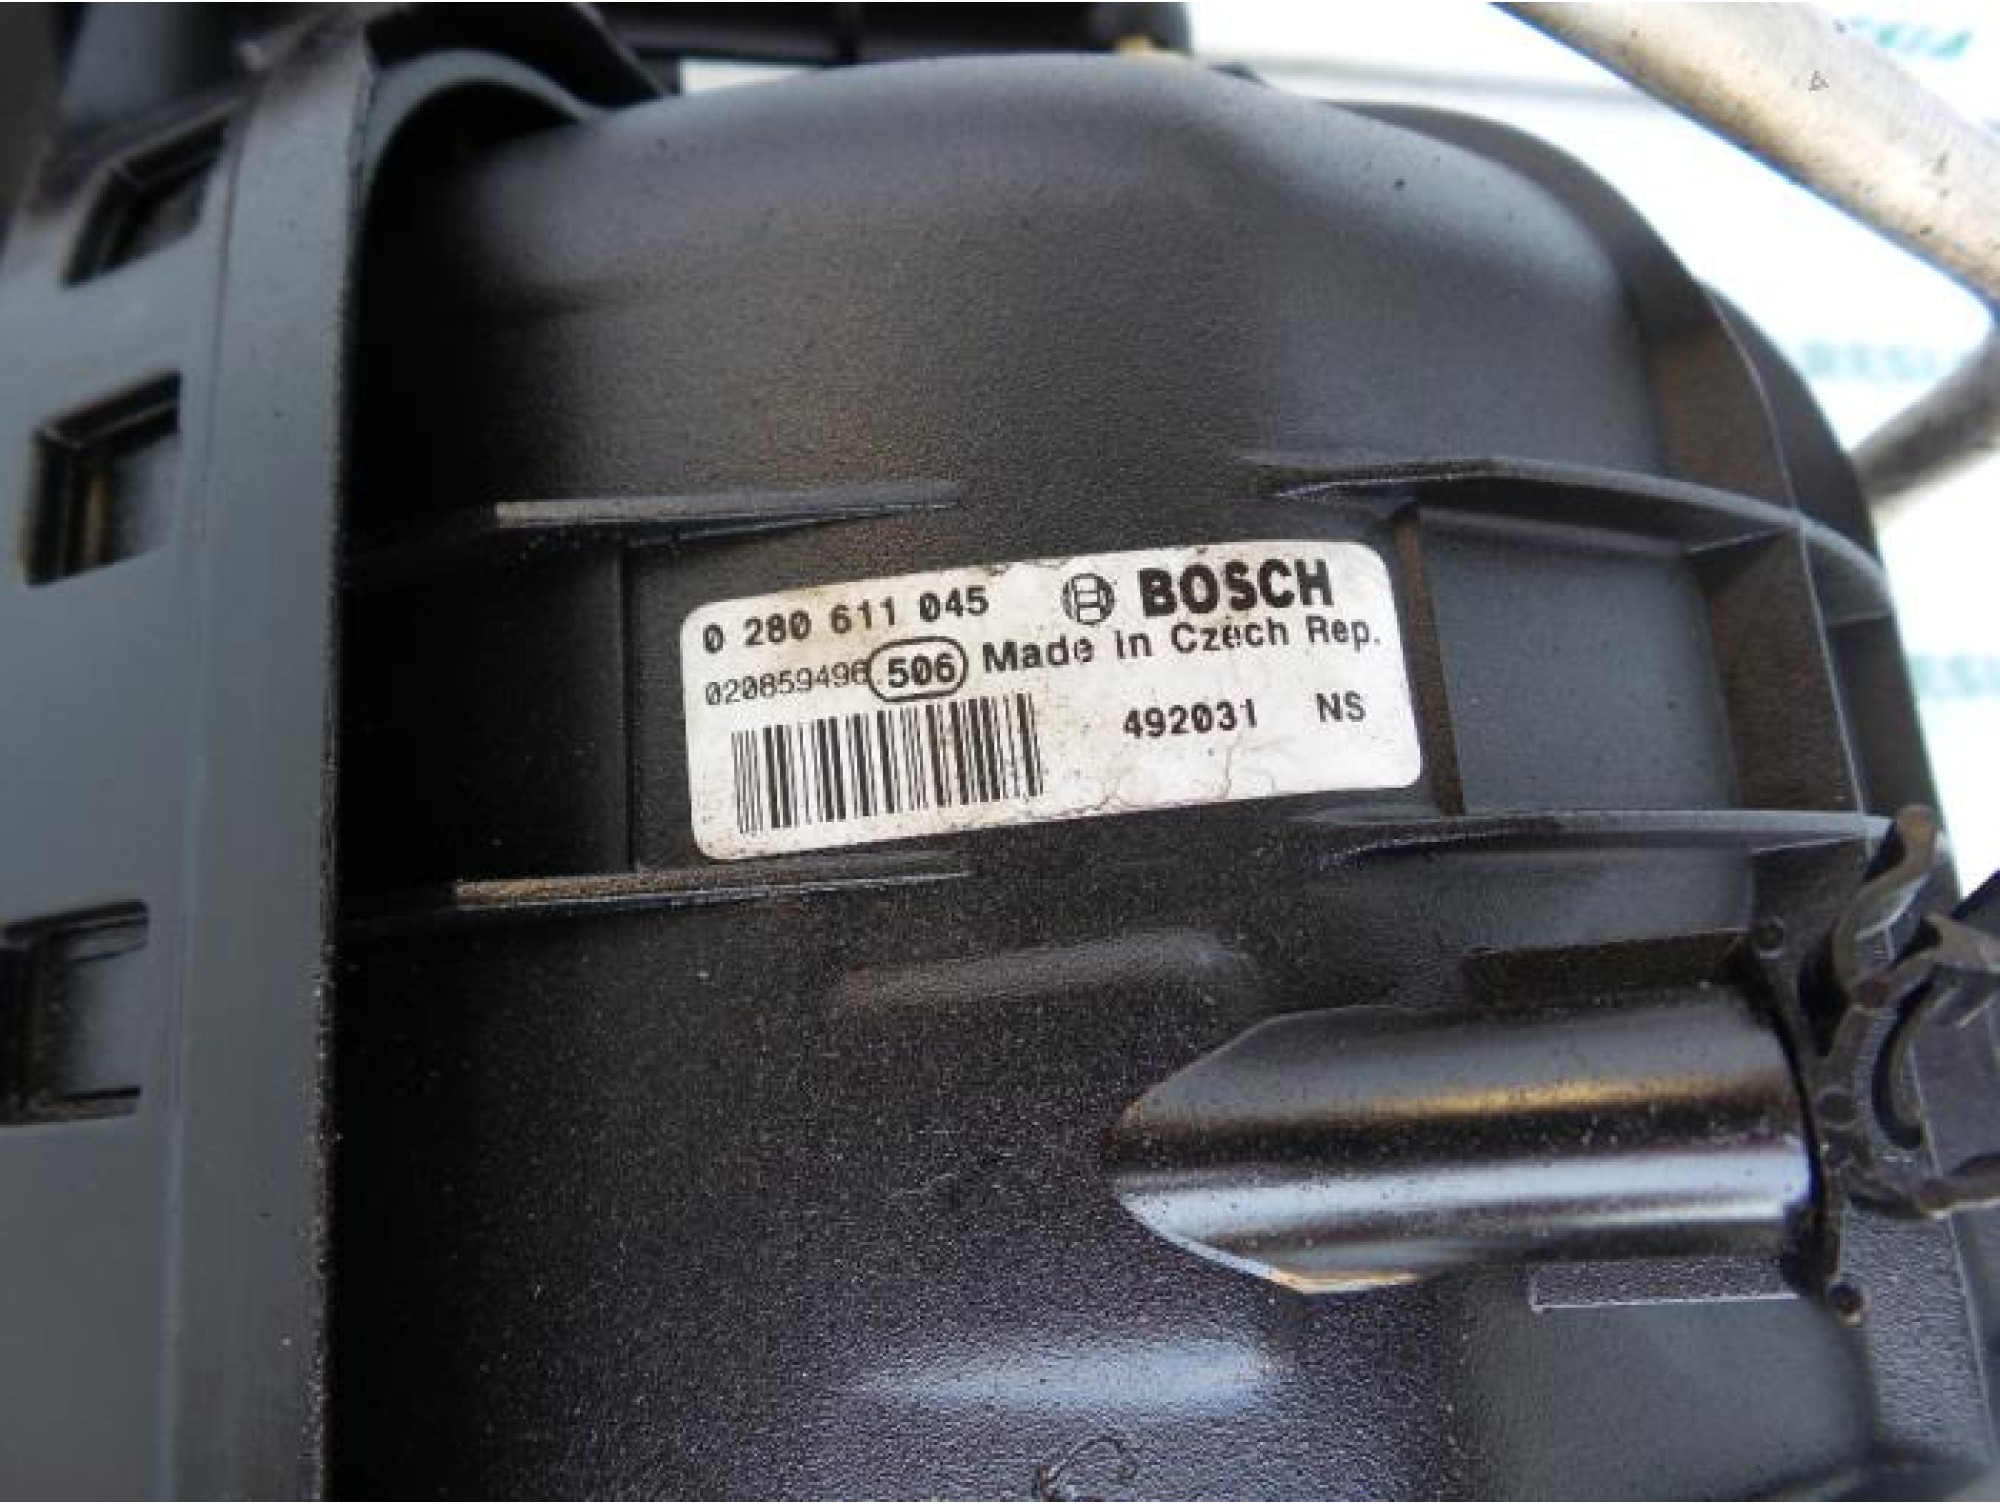 0 280 611 045 BOSCH
020859496 506 Made in Czech Rep.
492031 NS